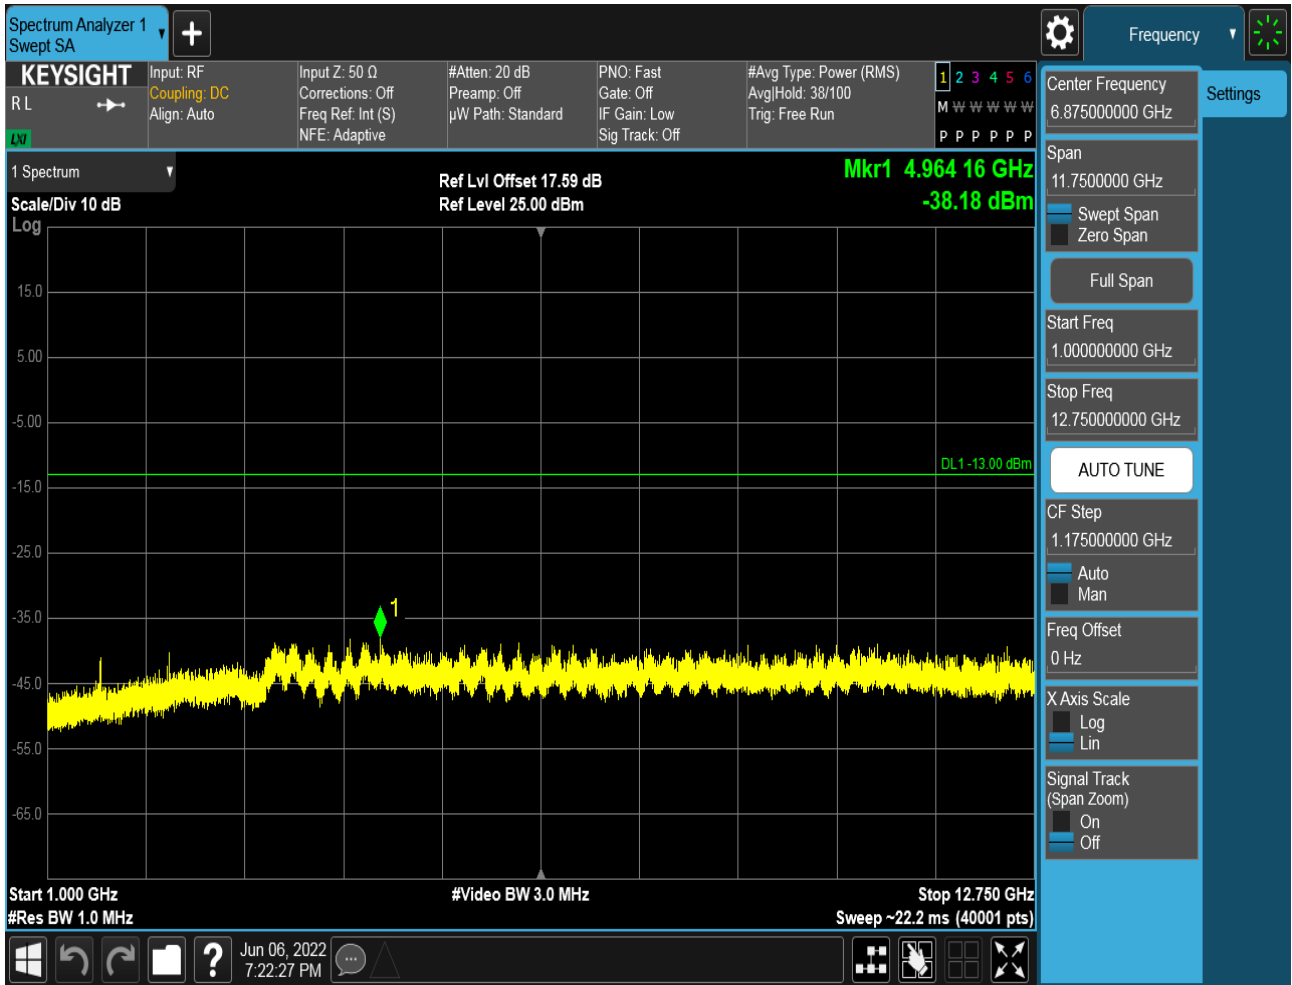 Spectrum Analyzer 1
Swept SA
Frequency
KEYSIGHT
R L
LXI
Input: RF
Coupling: DC
Align: Auto
Input Z: 50 Ω
Corrections: Off
Freq Ref: Int (S)
NFE: Adaptive
#Atten: 20 dB
Preamp: Off
µW Path: Standard
PNO: Fast
Gate: Off
IF Gain: Low
Sig Track: Off
#Avg Type: Power (RMS)
Avg|Hold: 38/100
Trig: Free Run
1 2 3 4 5 6
M W W W W W
P P P P P P
1 Spectrum
Scale/Div 10 dB
Log
Ref Lvl Offset 17.59 dB
Ref Level 25.00 dBm
Mkr1 4.964 16 GHz
-38.18 dBm
15.0
5.00
-5.00
-15.0
-25.0
-35.0
-45.0
-55.0
-65.0
DL1 -13.00 dBm
1
Start 1.000 GHz
#Res BW 1.0 MHz
#Video BW 3.0 MHz
Stop 12.750 GHz
Sweep ~22.2 ms (40001 pts)
Jun 06, 2022
7:22:27 PM
Center Frequency
6.875000000 GHz
Span
11.7500000 GHz
Swept Span
Zero Span
Full Span
Start Freq
1.000000000 GHz
Stop Freq
12.750000000 GHz
AUTO TUNE
CF Step
1.175000000 GHz
Auto
Man
Freq Offset
0 Hz
X Axis Scale
Log
Lin
Signal Track
(Span Zoom)
On
Off
Settings